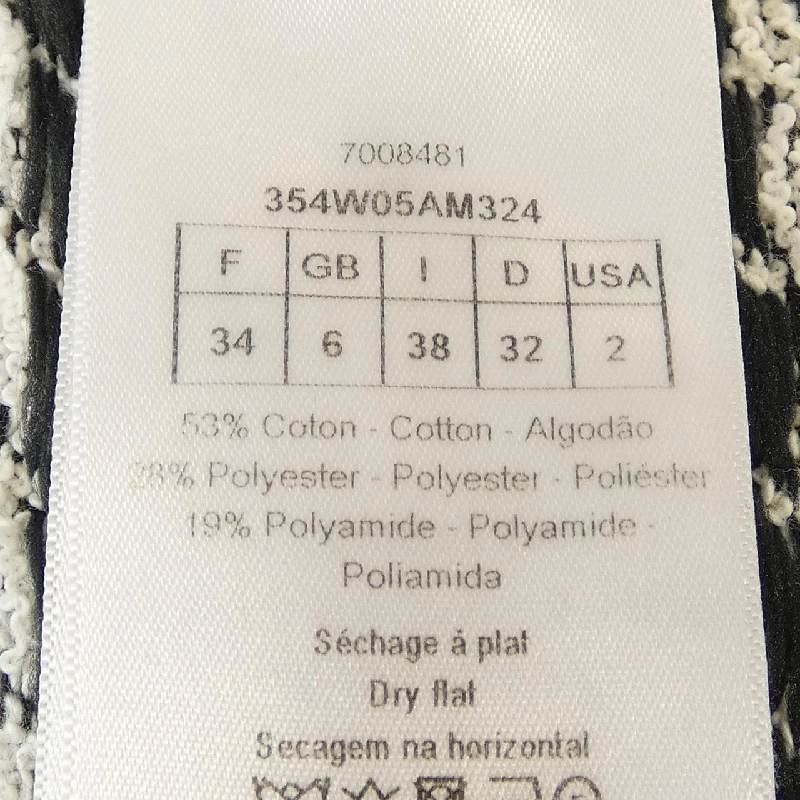 7008481
354W05AM324
F GB I D USA
34 6 38 32 2
53% Coton - Cotton - Algodão
28% Polyester - Polyester - Poliéster
19% Polyamide - Polyamide -
Poliamida
Séchage à plat
Dry flat
Secagem na horizontal